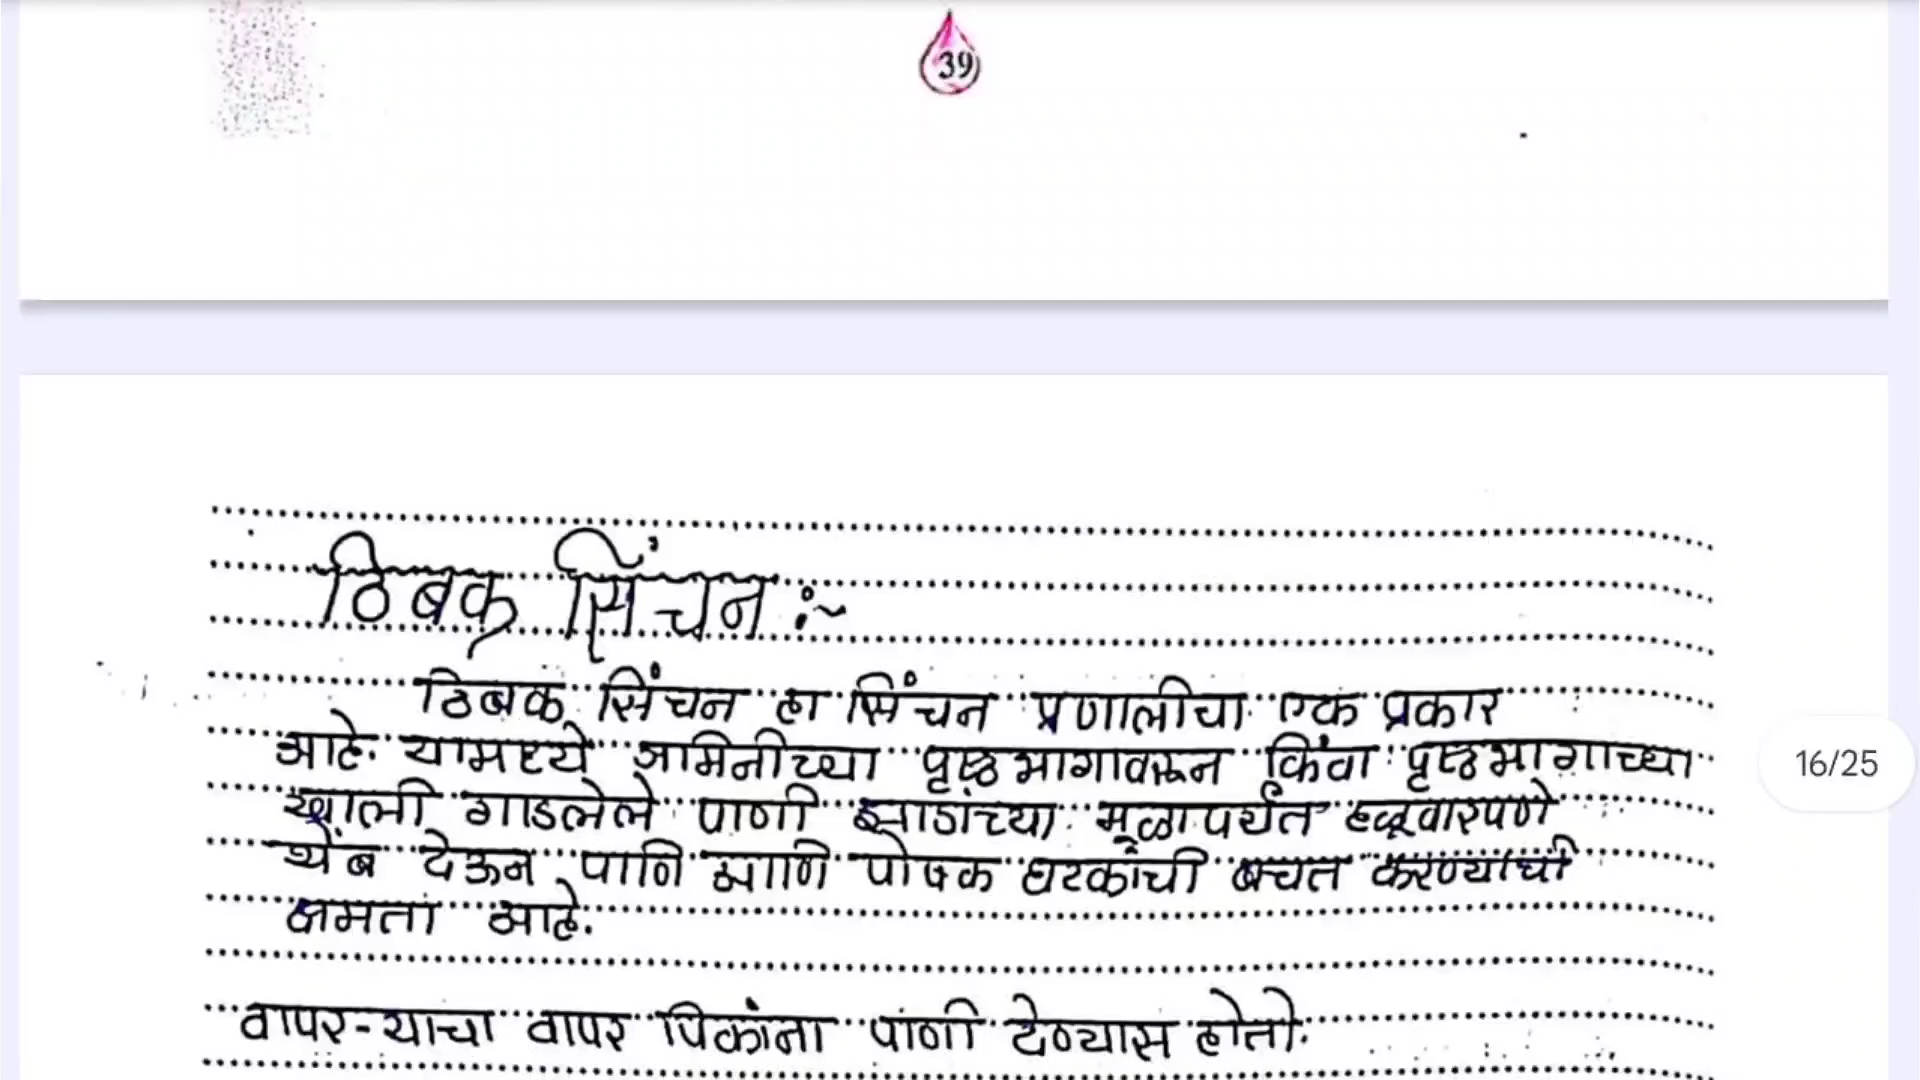 39
ठिबक सिंचन :-
ठिबक सिंचन हा सिंचन प्रणालीचा एक प्रकार
आहे. यामध्ये जमिनीच्या पृष्ठभागावरून किंवा पृष्ठभागाच्या
खाली गाडलेले पाणी झाडांच्या मूळापर्यंत हळूवारपणे
थेंब देऊन पाणि आणि पोषक घटकांची बचत करण्याची
क्षमता आहे.
वापर-याचा वापर पिकांना पाणी देण्यास होतो.
16/25